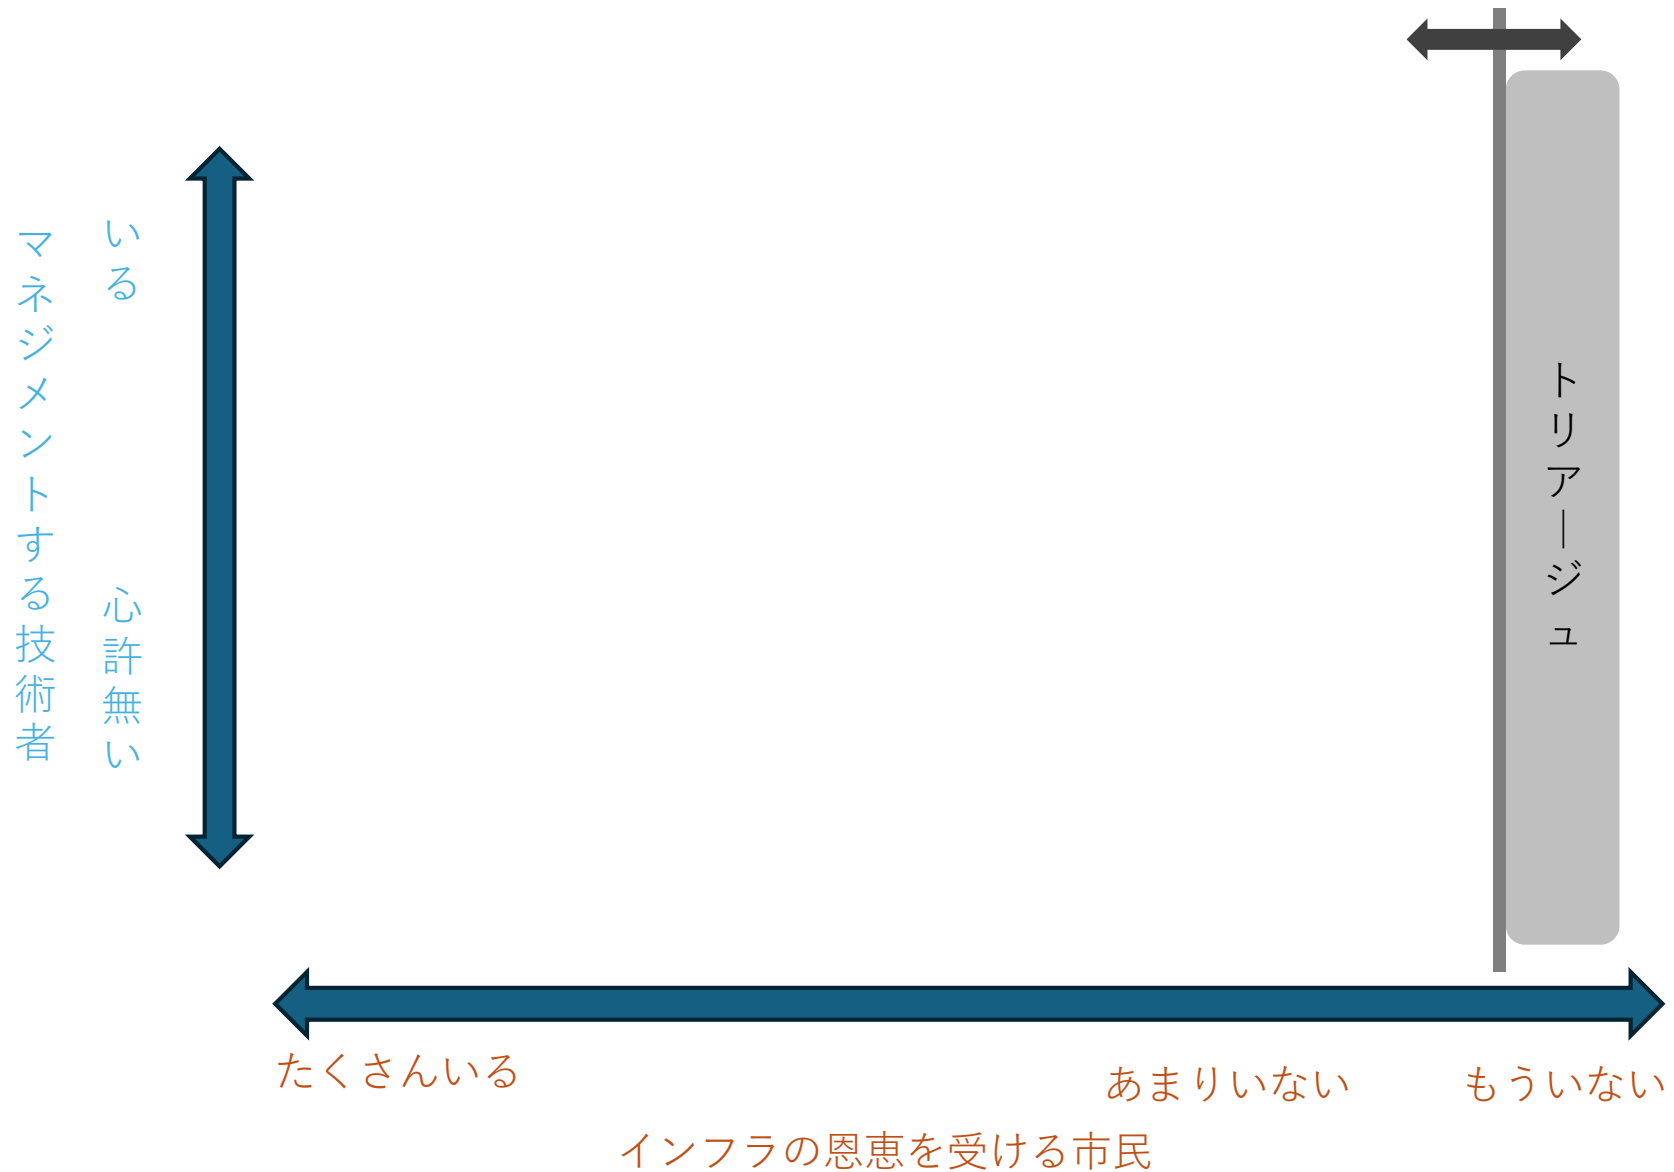 マネジメントする技術者
いる
心許無い
トリアージュ
たくさんいる
あまりいない
もういない
インフラの恩恵を受ける市民